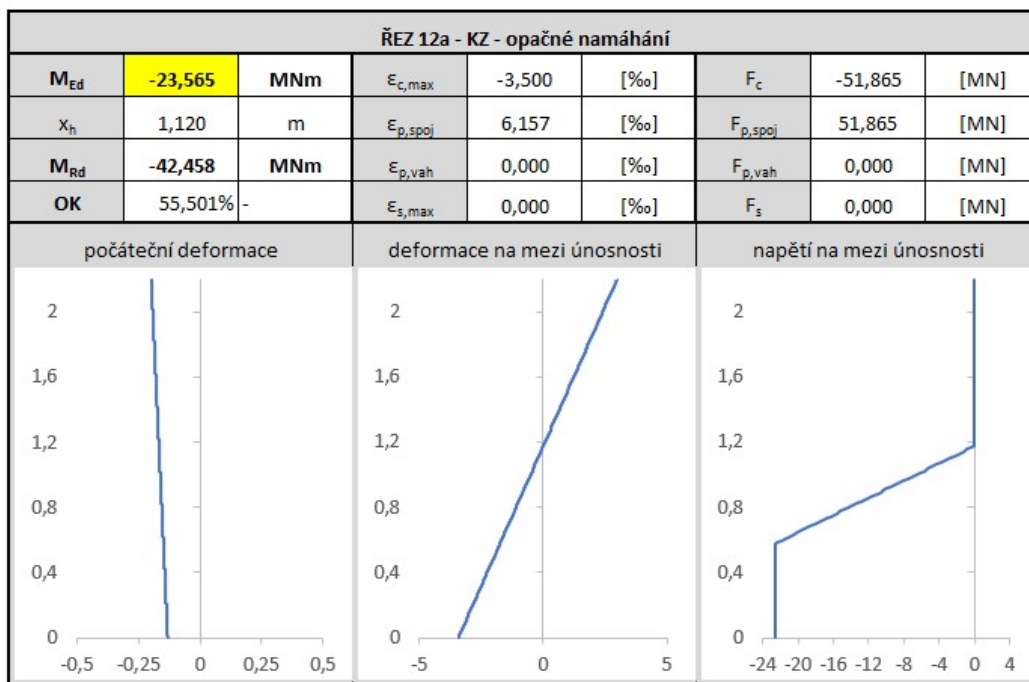 ŘEZ 12a - KZ - opačné namáhání
MEd -23,565 MNm εc,max -3,500 [‰] Fc -51,865 [MN]
xh 1,120 m εp,spoj 6,157 [‰] Fp,spoj 51,865 [MN]
MRd -42,458 MNm εp,vah 0,000 [‰] Fp,vah 0,000 [MN]
OK 55,501% - εs,max 0,000 [‰] Fs 0,000 [MN]
počáteční deformace deformace na mezi únosnosti napětí na mezi únosnosti
2 2 2
1,6 1,6 1,6
1,2 1,2 1,2
0,8 0,8 0,8
0,4 0,4 0,4
0 0 0
-0,5 -0,25 0 0,25 0,5 -5 0 5 -24 -20 -16 -12 -8 -4 0 4